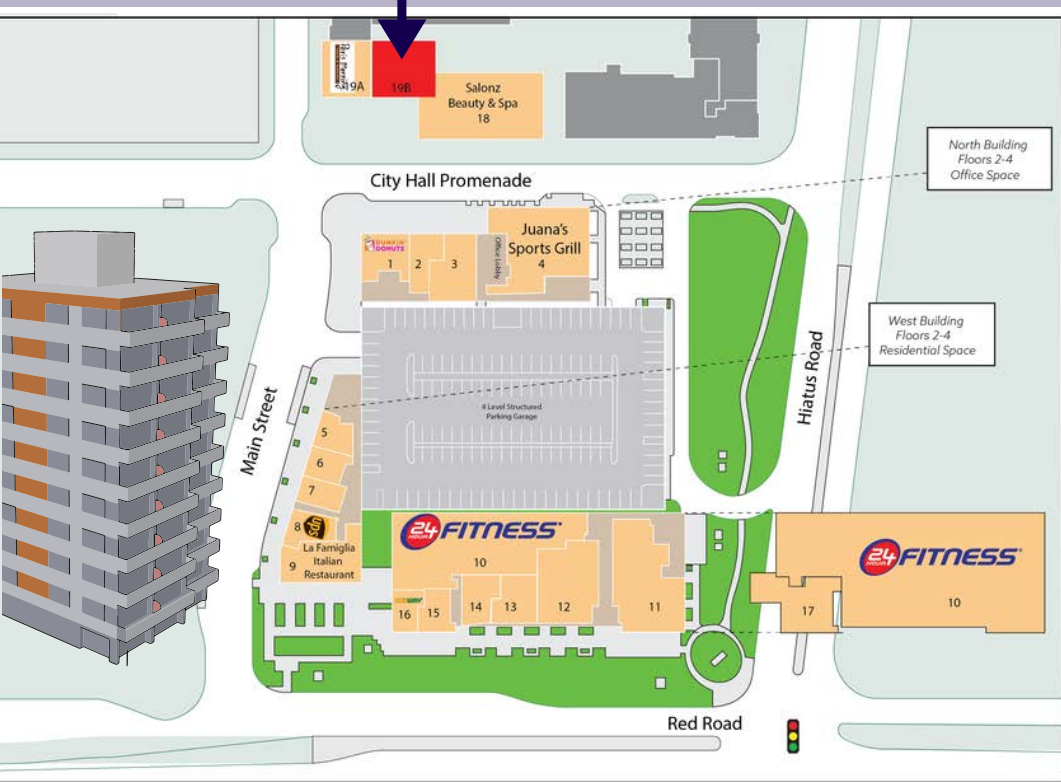 Paris Morning
19A
19B
Salonz
Beauty & Spa
18
North Building
Floors 2-4
Office Space
City Hall Promenade
Juana's
Sports Grill
4
Office Lobby
DUNKIN'
DONUTS
1
2
3
West Building
Floors 2-4
Residential Space
Hiatus Road
Main Street
4 Level Structured
Parking Garage
5
6
7
8
ups
9
La Famiglia
Italian
Restaurant
24
HOUR
FITNESS
10
SUBWAY
16
15
14
13
12
11
24
HOUR
FITNESS
10
17
Red Road